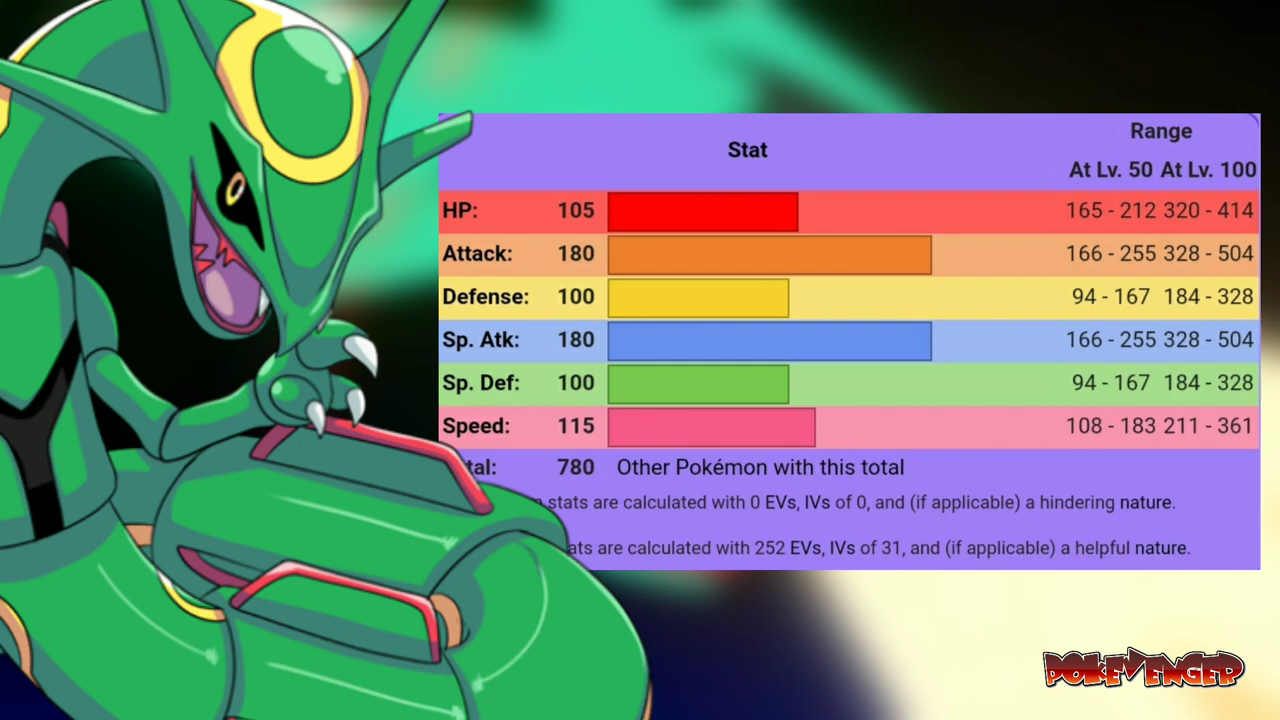 Stat
Range
At Lv. 50 At Lv. 100
HP: 105 165 - 212 320 - 414
Attack: 180 166 - 255 328 - 504
Defense: 100 94 - 167 184 - 328
Sp. Atk: 180 166 - 255 328 - 504
Sp. Def: 100 94 - 167 184 - 328
Speed: 115 108 - 183 211 - 361
tal: 780 Other Pokémon with this total
stats are calculated with 0 EVs, IVs of 0, and (if applicable) a hindering nature.
ats are calculated with 252 EVs, IVs of 31, and (if applicable) a helpful nature.
POKEVENGER